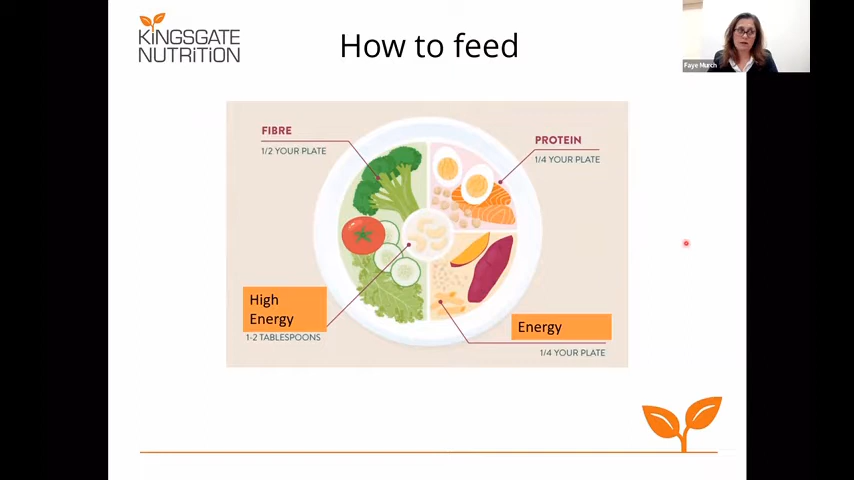 KiNGSGATE
NUTRiTiON
How to feed
Faye Murch
FIBRE
1/2 YOUR PLATE
PROTEIN
1/4 YOUR PLATE
High
Energy
1-2 TABLESPOONS
Energy
1/4 YOUR PLATE